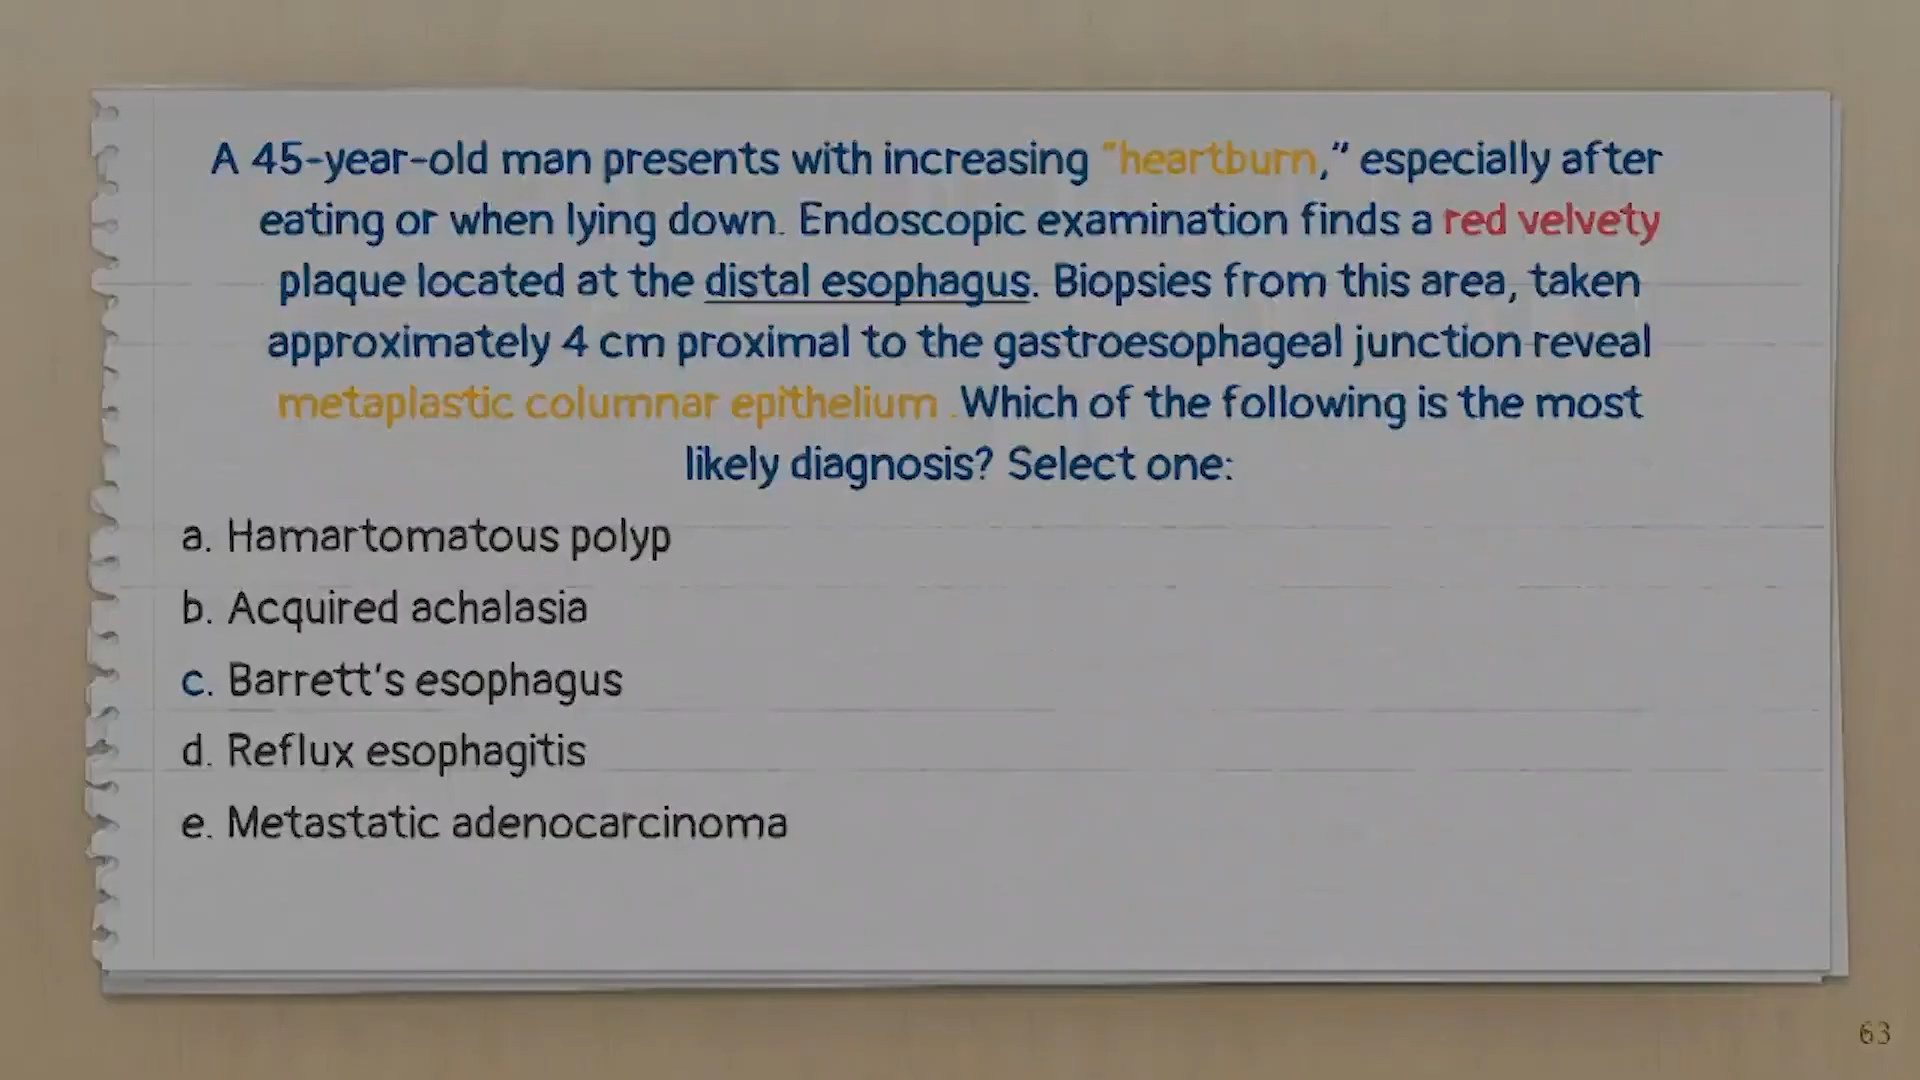 A 45-year-old man presents with increasing "heartburn," especially after
eating or when lying down. Endoscopic examination finds a red velvety
plaque located at the distal esophagus. Biopsies from this area, taken
approximately 4 cm proximal to the gastroesophageal junction reveal
metaplastic columnar epithelium .Which of the following is the most
likely diagnosis? Select one:
a. Hamartomatous polyp
b. Acquired achalasia
c. Barrett's esophagus
d. Reflux esophagitis
e. Metastatic adenocarcinoma
63